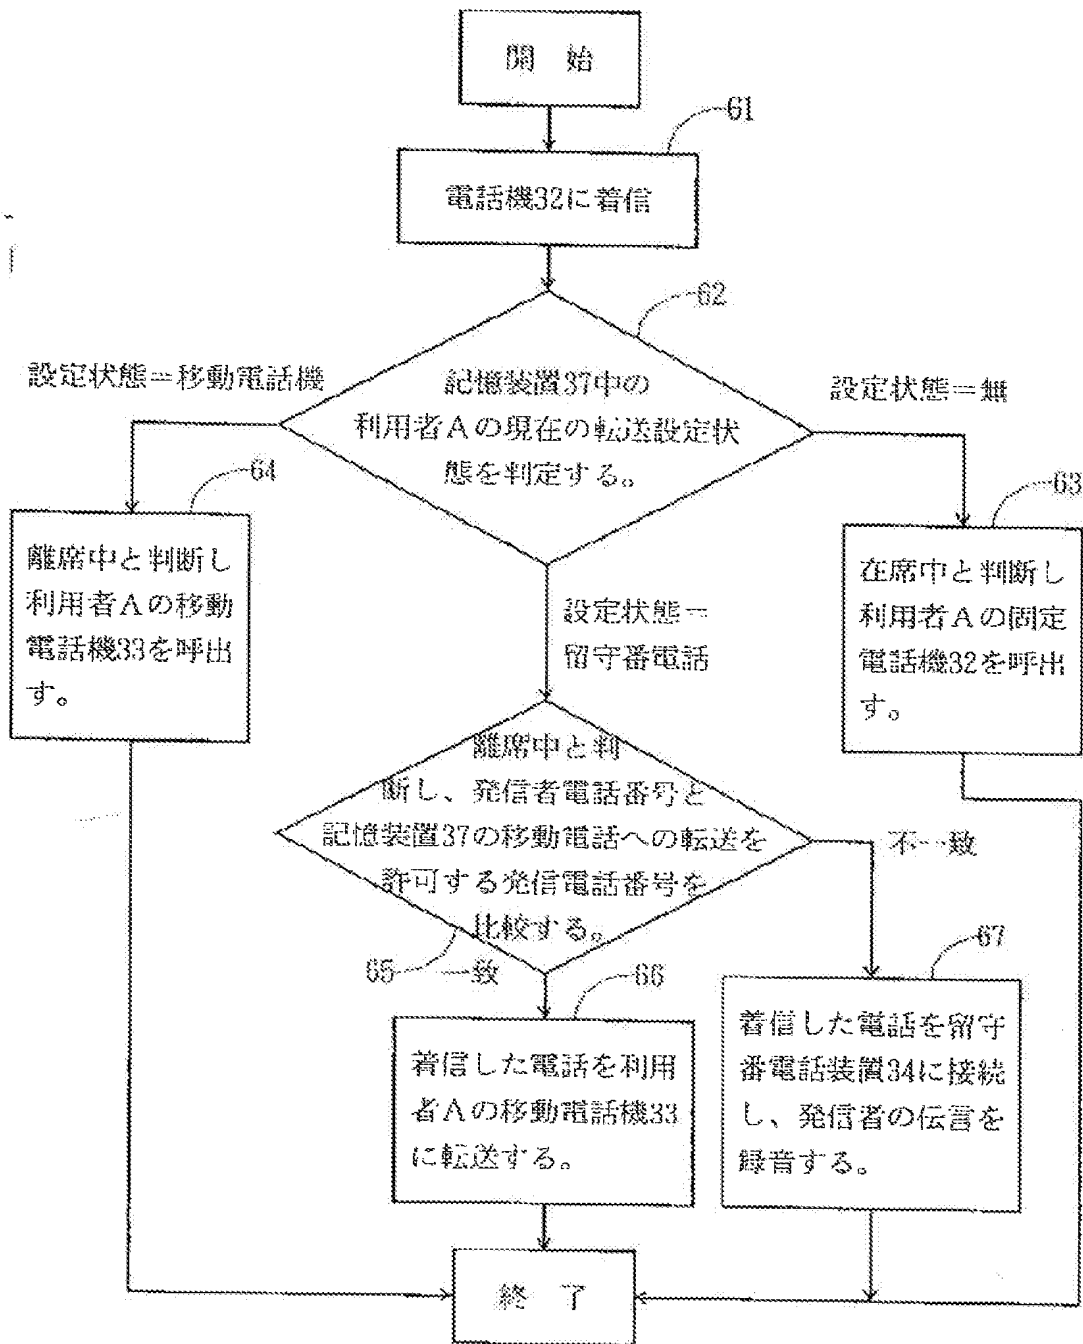 開 始
61
電話機32に着信
62
設定状態＝移動電話機
記憶装置37中の
利用者Aの現在の転送設定状
態を判定する。
設定状態＝無
64
離席中と判断し
利用者Aの移動
電話機33を呼出
す。
63
在席中と判断し
利用者Aの固定
電話機32を呼出
す。
設定状態＝
留守番電話
離席中と判
断し、発信者電話番号と
記憶装置37の移動電話への転送を
許可する発信電話番号を
比較する。
不一致
65
一致
66
着信した電話を利用
者Aの移動電話機33
に転送する。
67
着信した電話を留守
番電話装置34に接続
し、発信者の伝言を
録音する。
終 了